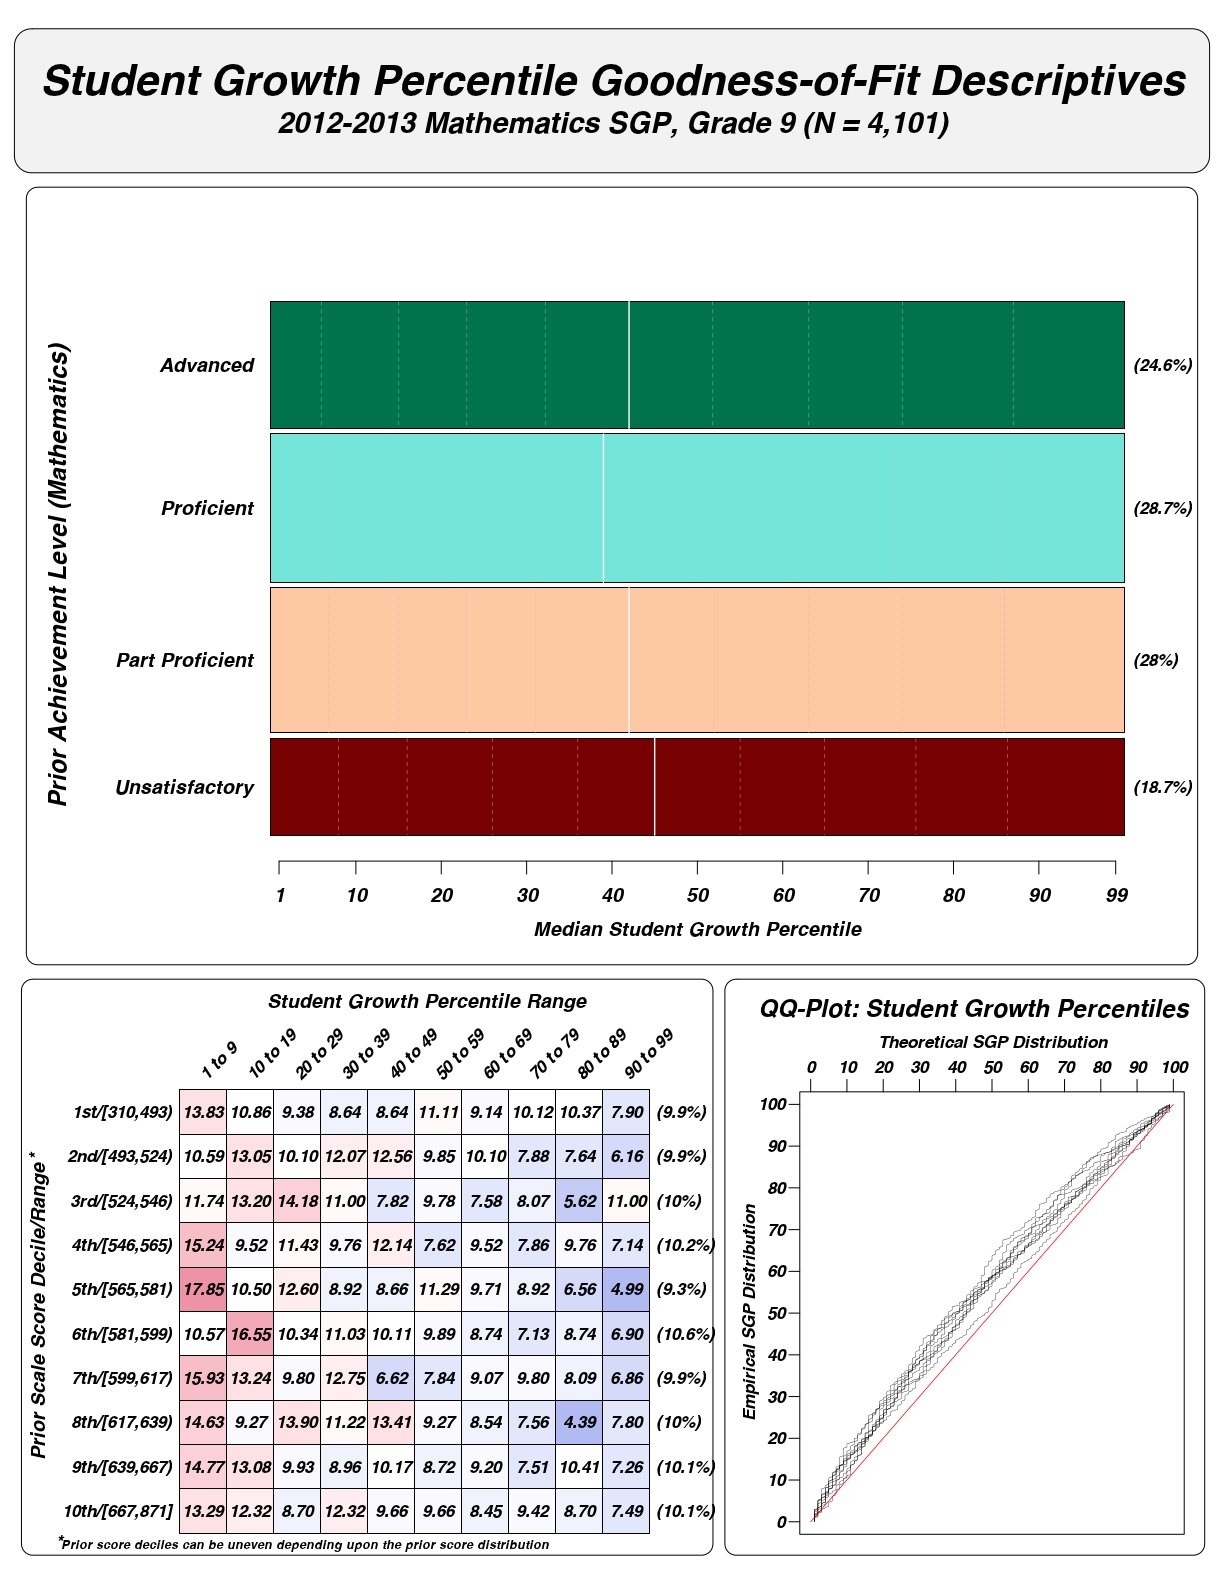 Student Growth Percentile Goodness-of-Fit Descriptives
2012-2013 Mathematics SGP, Grade 9 (N = 4,101)
Prior Achievement Level (Mathematics)
Advanced (24.6%)
Proficient (28.7%)
Part Proficient (28%)
Unsatisfactory (18.7%)
1 10 20 30 40 50 60 70 80 90 99
Median Student Growth Percentile
Student Growth Percentile Range
1 to 9 10 to 19 20 to 29 30 to 39 40 to 49 50 to 59 60 to 69 70 to 79 80 to 89 90 to 99
Prior Scale Score Decile/Range*
1st/[310,493) 13.83 10.86 9.38 8.64 8.64 11.11 9.14 10.12 10.37 7.90 (9.9%)
2nd/[493,524) 10.59 13.05 10.10 12.07 12.56 9.85 10.10 7.88 7.64 6.16 (9.9%)
3rd/[524,546) 11.74 13.20 14.18 11.00 7.82 9.78 7.58 8.07 5.62 11.00 (10%)
4th/[546,565) 15.24 9.52 11.43 9.76 12.14 7.62 9.52 7.86 9.76 7.14 (10.2%)
5th/[565,581) 17.85 10.50 12.60 8.92 8.66 11.29 9.71 8.92 6.56 4.99 (9.3%)
6th/[581,599) 10.57 16.55 10.34 11.03 10.11 9.89 8.74 7.13 8.74 6.90 (10.6%)
7th/[599,617) 15.93 13.24 9.80 12.75 6.62 7.84 9.07 9.80 8.09 6.86 (9.9%)
8th/[617,639) 14.63 9.27 13.90 11.22 13.41 9.27 8.54 7.56 4.39 7.80 (10%)
9th/[639,667) 14.77 13.08 9.93 8.96 10.17 8.72 9.20 7.51 10.41 7.26 (10.1%)
10th/[667,871] 13.29 12.32 8.70 12.32 9.66 9.66 8.45 9.42 8.70 7.49 (10.1%)
*Prior score deciles can be uneven depending upon the prior score distribution
QQ-Plot: Student Growth Percentiles
Theoretical SGP Distribution
0 10 20 30 40 50 60 70 80 90 100
Empirical SGP Distribution
100
90
80
70
60
50
40
30
20
10
0